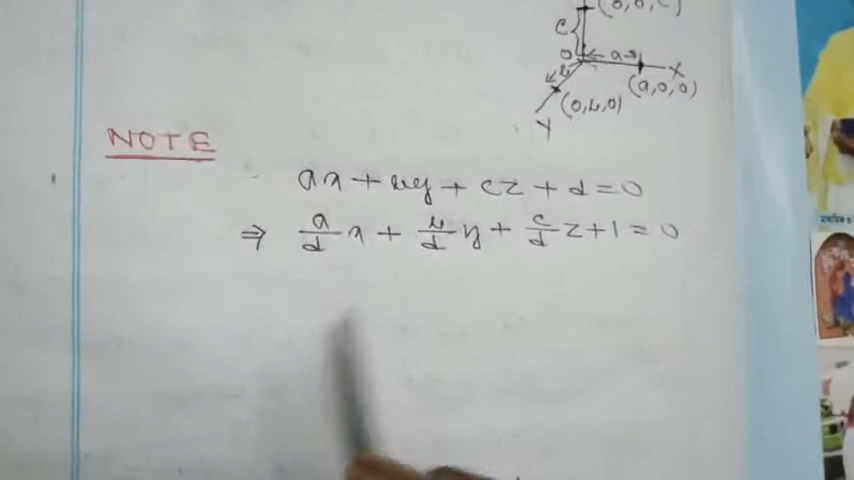 (0,0,C)
C
O
a
X
b
(a,0,0)
(0,b,0)
Y
NOTE
ax + by + cz + d = 0
⇒ a/d x + b/d y + c/d z + 1 = 0